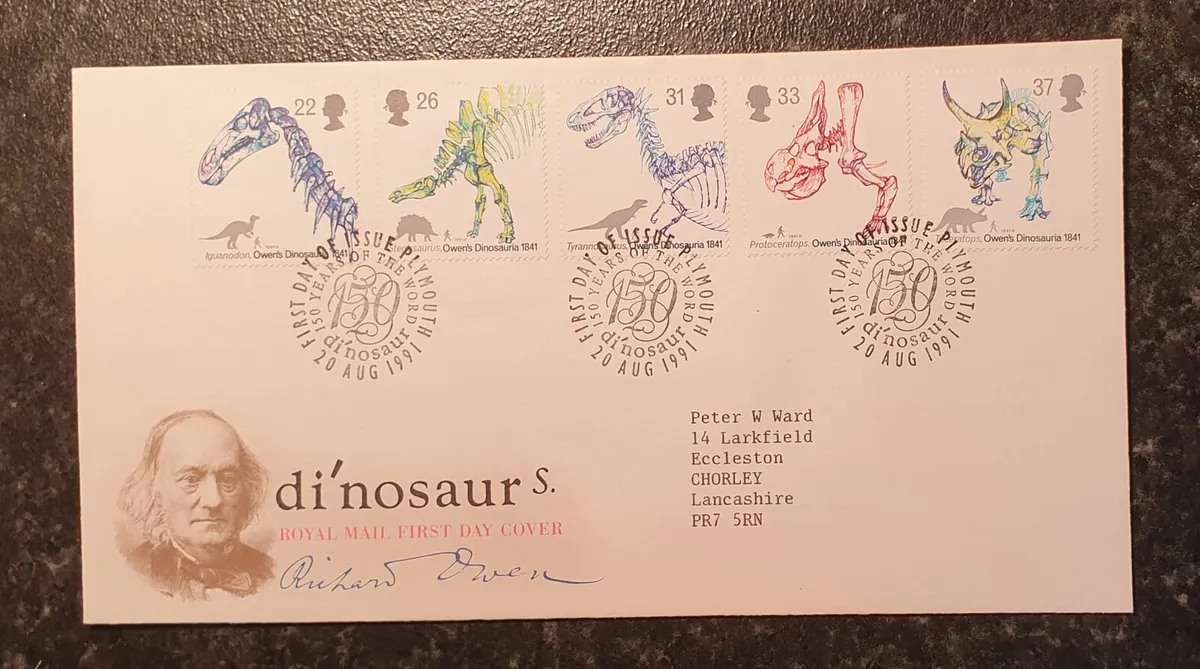 22
26
31
33
37
Iguanodon, Owen's Dinosauria 1841
Owen's Dinosauria 1841
Tyrannosaurus, Owen's Dinosauria 1841
Protoceratops, Owen's Dinosauria 1841
Owen's Dinosauria 1841
FIRST DAY OF ISSUE PLYMOUTH
150 YEARS OF THE WORD
150
di'nosaur
20 AUG 1991
FIRST DAY OF ISSUE PLYMOUTH
150 YEARS OF THE WORD
150
di'nosaur
20 AUG 1991
FIRST DAY OF ISSUE PLYMOUTH
150 YEARS OF THE WORD
150
di'nosaur
20 AUG 1991
Peter W Ward
14 Larkfield
Eccleston
CHORLEY
Lancashire
PR7 5RN
di'nosaur s.
ROYAL MAIL FIRST DAY COVER
Richard Owen